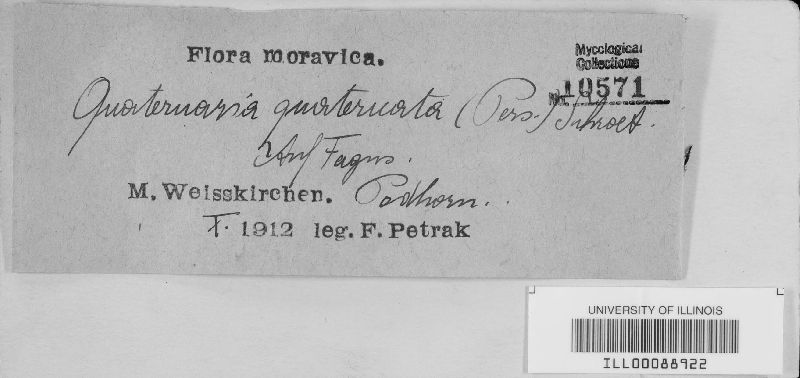 Flora moravica.
Mycological
Collections
No. 10571
Quaternaria quaternata (Pers.) Schroet.
Auf Fagus.
M. Weisskirchen. Podhorn.
X. 1912 leg. F. Petrak
UNIVERSITY OF ILLINOIS
ILL00088922